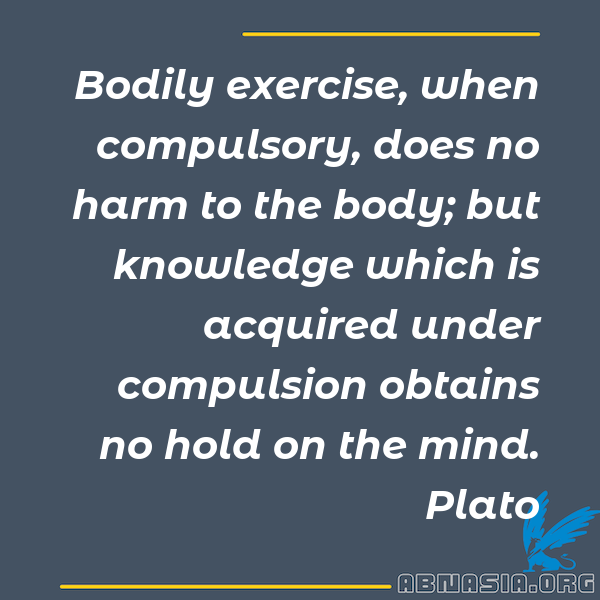 Bodily exercise, when
compulsory, does no
harm to the body; but
knowledge which is
acquired under
compulsion obtains
no hold on the mind.
Plato
ABNASIA.ORG